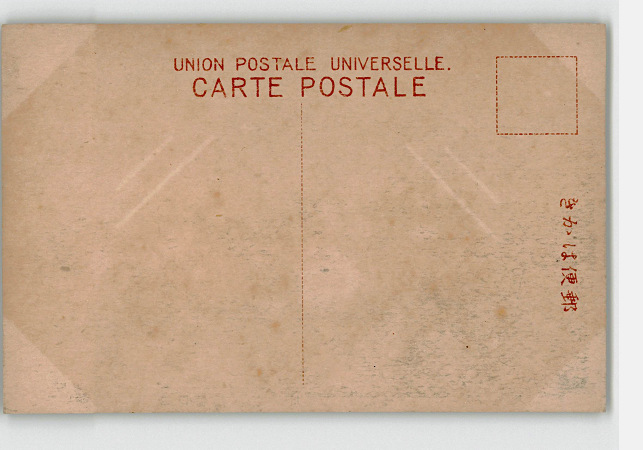 UNION POSTALE UNIVERSELLE.
CARTE POSTALE
きかは便郵